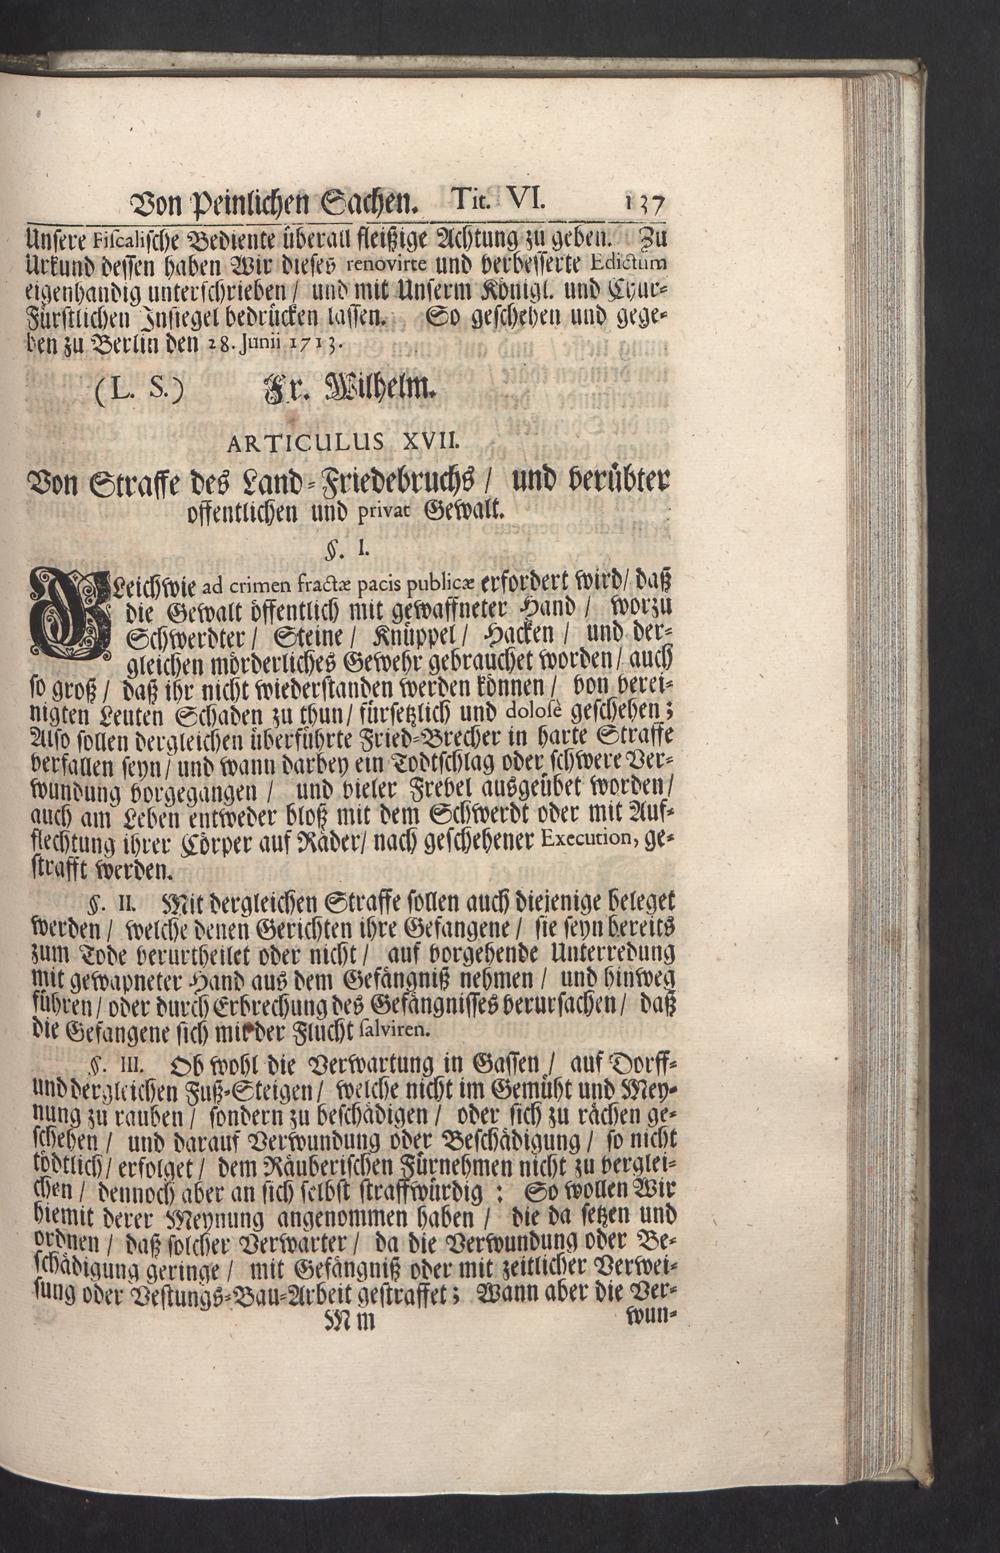 Von Peinlichen Sachen. Tit. VI. 137
Unsere Fiscalische Bediente überall fleißige Achtung zu geben. Zu
Urkund dessen haben Wir dieses renovirte und verbesserte Edictum
eigenhandig unterschrieben / und mit Unserm Königl. und Chur-
Fürstlichen Insiegel bedrücken lassen. So geschehen und gege-
ben zu Berlin den 28. Junii 1713.
(L. S.) Fr. Wilhelm.
ARTICULUS XVII.
Von Straffe des Land-Friedebruchs / und verübter
offentlichen und privat Gewalt.
§. I.
GLeichwie ad crimen fractæ pacis publicæ erfordert wird / daß
die Gewalt öffentlich mit gewaffneter Hand / worzu
Schwerdter / Steine / Knüppel / Hacken / und der-
gleichen mörderliches Gewehr gebrauchet worden / auch
so groß / daß ihr nicht wiederstanden werden können / von verei-
nigten Leuten Schaden zu thun / fürsetzlich und dolosè geschehen;
Also sollen dergleichen überführte Fried-Brecher in harte Straffe
verfallen seyn / und wann darbey ein Todtschlag oder schwere Ver-
wundung vorgegangen / und vieler Frevel ausgeübet worden /
auch am Leben entweder bloß mit dem Schwerdt oder mit Auf-
flechtung ihrer Cörper auf Räder / nach geschehener Execution, ge-
strafft werden.
§. II. Mit dergleichen Straffe sollen auch diejenige beleget
werden / welche denen Gerichten ihre Gefangene / sie seyn bereits
zum Tode verurtheilet oder nicht / auf vorgehende Unterredung
mit gewapneter Hand aus dem Gefängniß nehmen / und hinweg
führen / oder durch Erbrechung des Gefängnisses verursachen / daß
die Gefangene sich mit der Flucht salviren.
§. III. Ob wohl die Verwartung in Gassen / auf Dorff-
und dergleichen Fuß-Steigen / welche nicht im Gemüht und Mey-
nung zu rauben / sondern zu beschädigen / oder sich zu rächen ge-
schehen / und darauf Verwundung oder Beschädigung / so nicht
tödtlich / erfolget / dem Räuberischen Fürnehmen nicht zu verglei-
chen / dennoch aber an sich selbst straffwürdig : So wollen Wir
hiemit derer Meynung angenommen haben / die da setzen und
ordnen / daß solcher Verwarter / da die Verwundung oder Be-
schädigung geringe / mit Gefängniß oder mit zeitlicher Verwei-
sung oder Vestungs-Bau-Arbeit gestraffet; Wann aber die Ver-
M m wun-